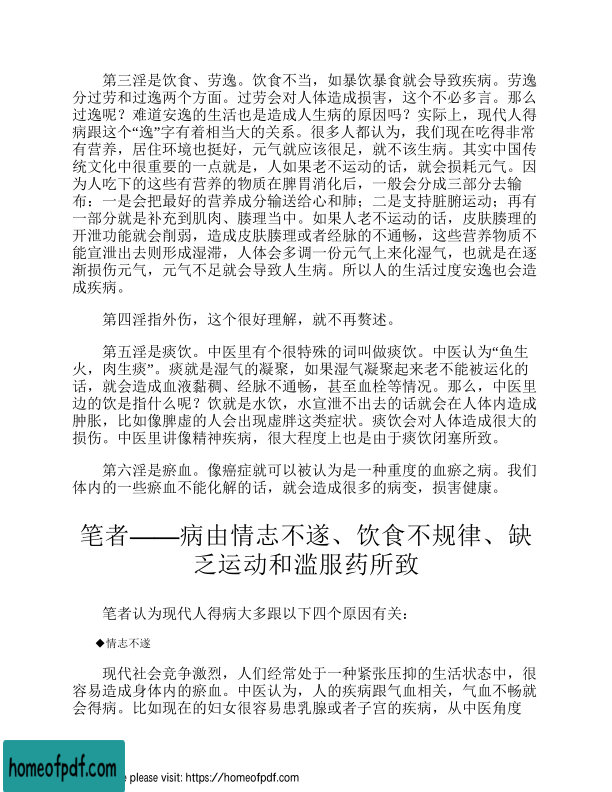 第三淫是饮食、劳逸。饮食不当，如暴饮暴食就会导致疾病。劳逸
分过劳和过逸两个方面。过劳会对人体造成损害，这个不必多言。那么
过逸呢？难道安逸的生活也是造成人生病的原因吗？实际上，现代人得
病跟这个“逸”字有着相当大的关系。很多人都认为，我们现在吃得非常
有营养，居住环境也挺好，元气就应该很足，就不该生病。其实中国传
统文化中很重要的一点就是，人如果老不运动的话，就会损耗元气。因
为人吃下的这些有营养的物质在脾胃消化后，一般会分成三部分去输
布：一是会把最好的营养成分输送给心和肺；二是支持脏腑运动；再有
一部分就是补充到肌肉、腠理当中。如果人老不运动的话，皮肤腠理的
开泄功能就会削弱，造成皮肤腠理或者经脉的不通畅，这些营养物质不
能宣泄出去则形成湿滞，人体会多调一份元气上来化湿气，也就是在逐
渐损伤元气，元气不足就会导致人生病。所以人的生活过度安逸也会造
成疾病。
第四淫指外伤，这个很好理解，就不再赘述。
第五淫是痰饮。中医里有个很特殊的词叫做痰饮。中医认为“鱼生
火，肉生痰”。痰就是湿气的凝聚，如果湿气凝聚起来老不能被运化的
话，就会造成血液黏稠、经脉不通畅，甚至血栓等情况。那么，中医里
边的饮是指什么呢？饮就是水饮，水宣泄不出去的话就会在人体内造成
肿胀，比如像脾虚的人会出现虚胖这类症状。痰饮会对人体造成很大的
损伤。中医里讲像精神疾病，很大程度上也是由于痰饮闭塞所致。
第六淫是瘀血。像癌症就可以被认为是一种重度的血瘀之病。我们
体内的一些瘀血不能化解的话，就会造成很多的病变，损害健康。
笔者——病由情志不遂、饮食不规律、缺
乏运动和滥服药所致
笔者认为现代人得病大多跟以下四个原因有关：
◆情志不遂
现代社会竞争激烈，人们经常处于一种紧张压抑的生活状态中，很
容易造成身体内的瘀血。中医认为，人的疾病跟气血相关，气血不畅就
会得病。比如现在的妇女很容易患乳腺或者子宫的疾病，从中医角度
homeofpdf.com
e please visit: https://homeofpdf.com